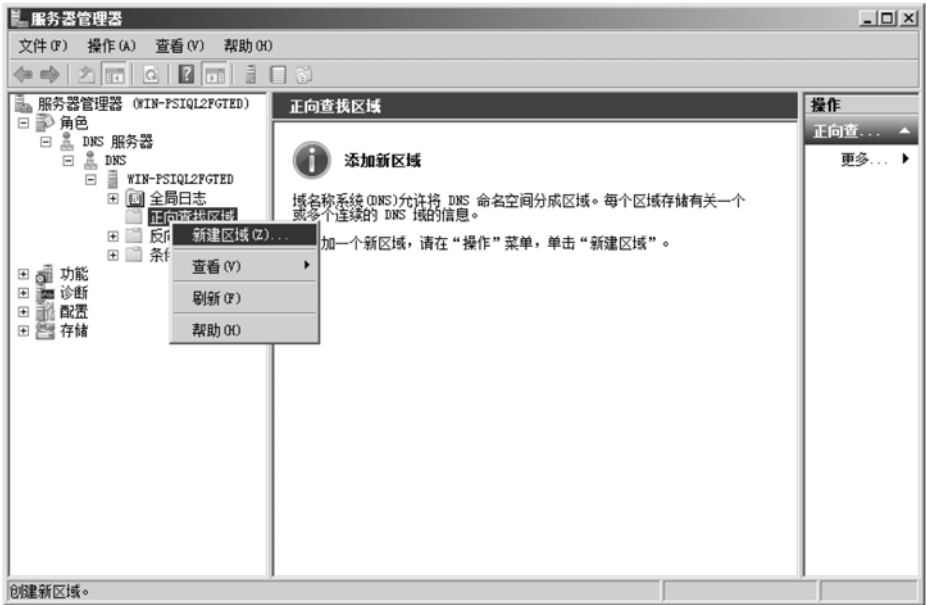 服务器管理器
文件(F) 操作(A) 查看(V) 帮助(H)
服务器管理器 (WIN-PSIQL2FGTED)
角色
DNS 服务器
DNS
WIN-PSIQL2FGTED
全局日志
正向查找区域
反向
条件
功能
诊断
配置
存储
新建区域(Z)...
查看(V)
刷新(F)
帮助(H)
正向查找区域
添加新区域
域名称系统(DNS)允许将 DNS 命名空间分成区域。每个区域存储有关一个
或多个连续的 DNS 域的信息。
加一个新区域，请在“操作”菜单，单击“新建区域”。
操作
正向查...
更多...
创建新区域。